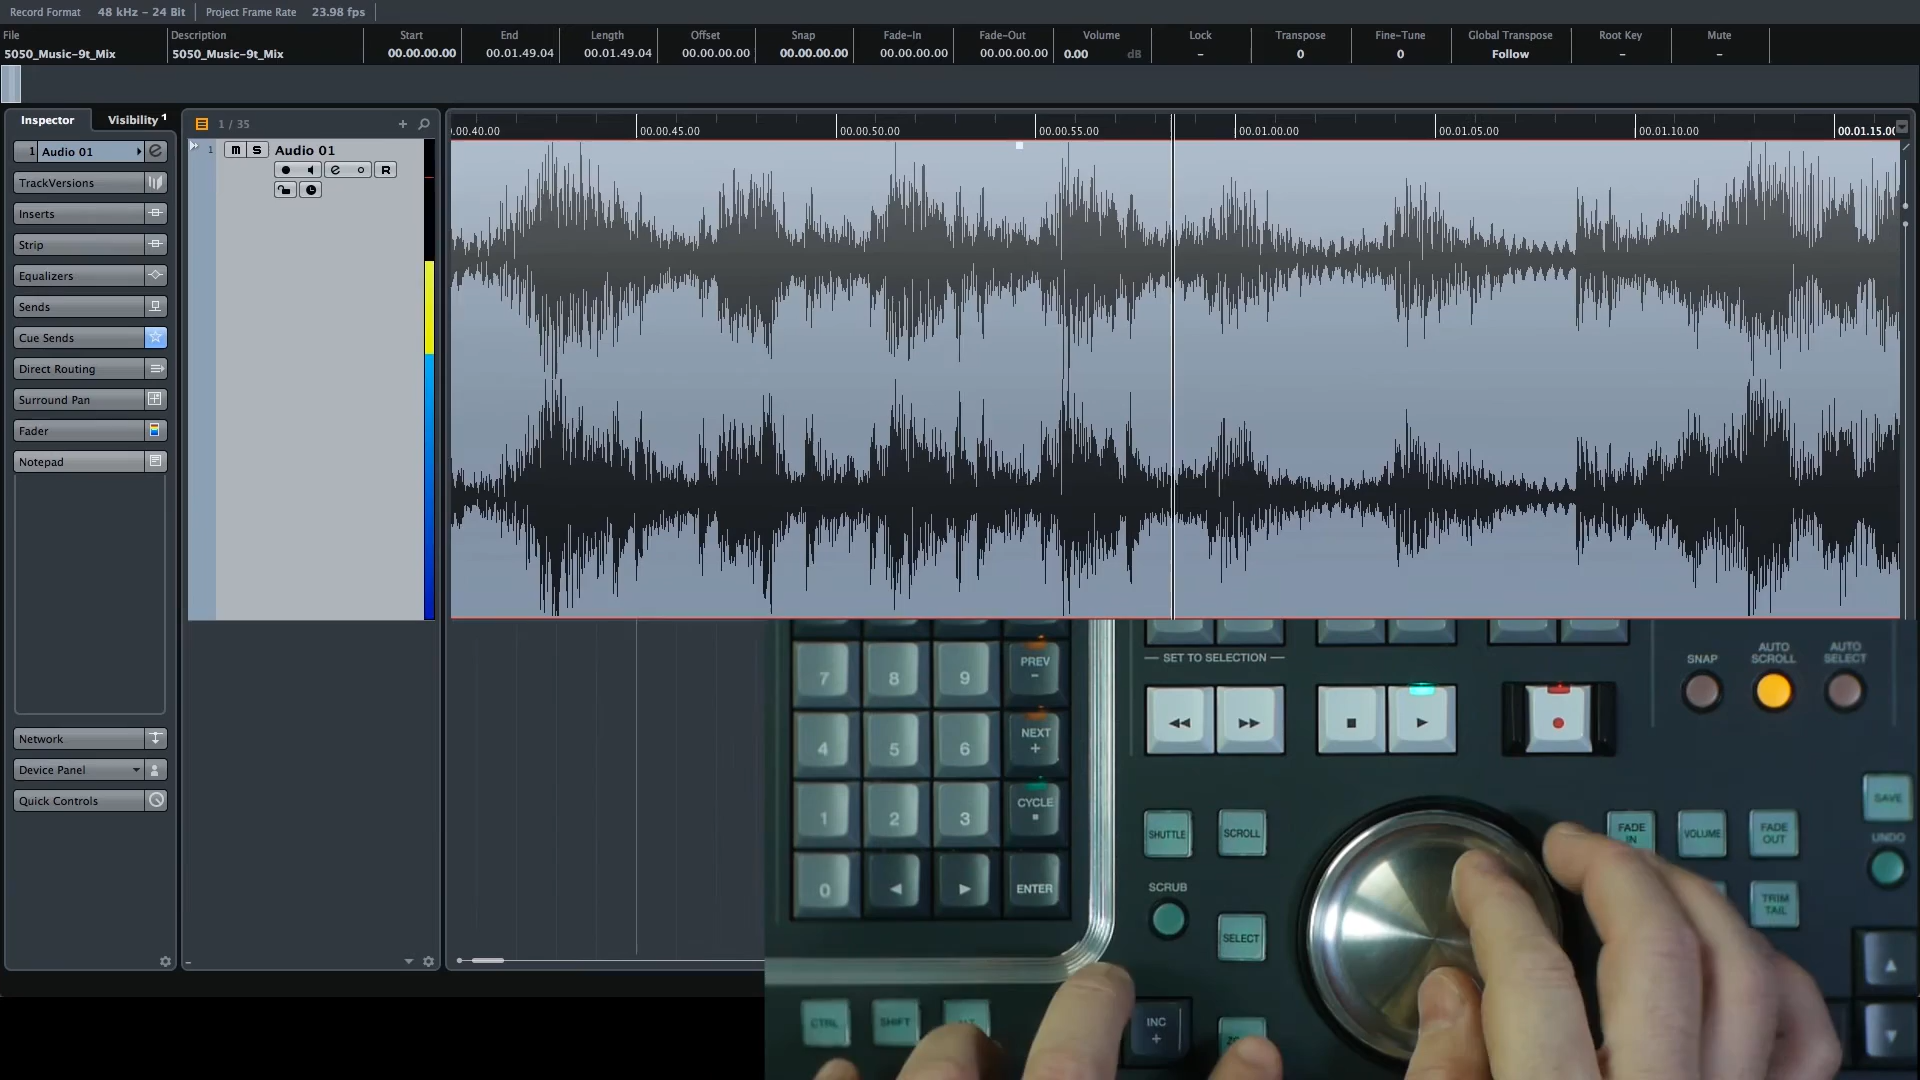 Record Format 48 kHz - 24 Bit Project Frame Rate 23.98 fps
File Description Start End Length Offset Snap Fade-In Fade-Out Volume Lock Transpose Fine-Tune Global Transpose Root Key Mute
5050_Music-9t_Mix 5050_Music-9t_Mix 00.00.00.00 00.01.49.04 00.01.49.04 00.00.00.00 00.00.00.00 00.00.00.00 00.00.00.00 0.00 dB - 0 0 Follow - -
Inspector Visibility 1
1 / 35
.00.40.00 00.00.45.00 00.00.50.00 00.00.55.00 00.01.00.00 00.01.05.00 00.01.10.00 00.01.15.00
1 Audio 01
1 m S Audio 01
e R
TrackVersions
Inserts
Strip
Equalizers
Sends
Cue Sends
Direct Routing
Surround Pan
Fader
Notepad
Network
Device Panel
Quick Controls
7 8 9 PREV -
4 5 6 NEXT +
1 2 3 CYCLE
0 ENTER
SET TO SELECTION
SNAP AUTO SCROLL AUTO SELECT
SHUTTLE SCROLL
SCRUB
SELECT
FADE IN VOLUME FADE OUT
TRIM TAIL
SAVE
UNDO
CTRL SHIFT
INC +